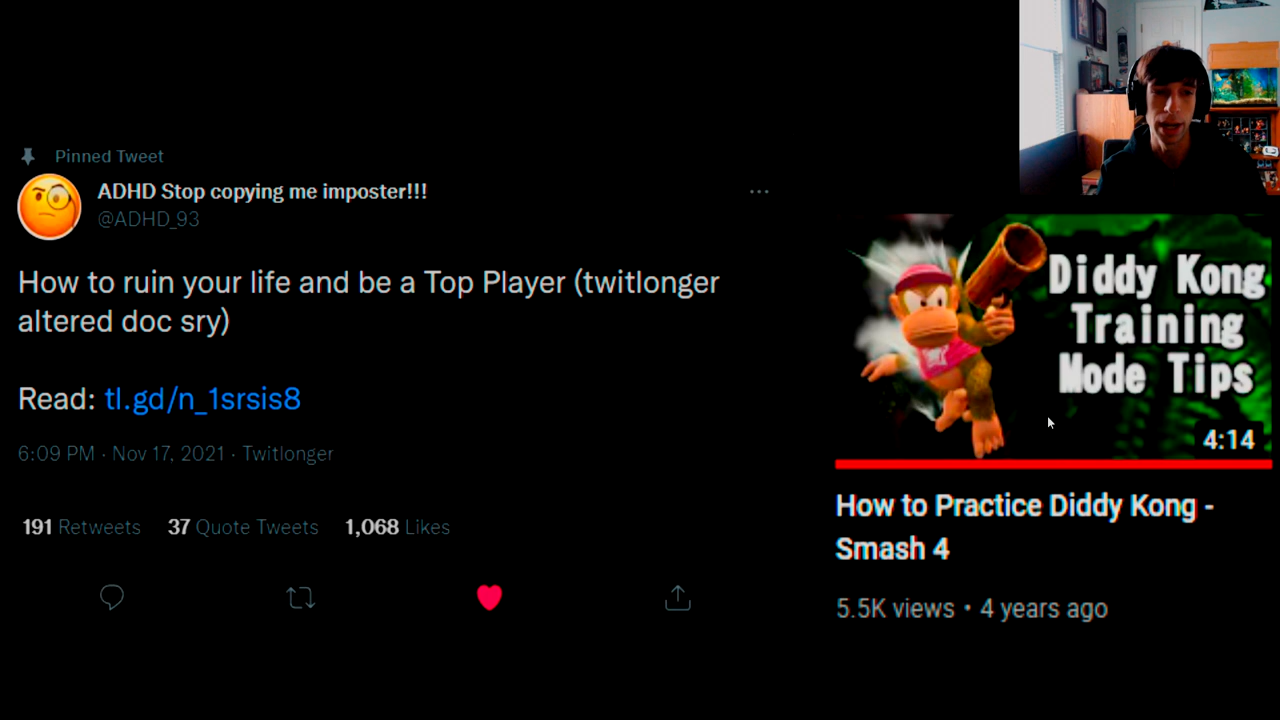 Pinned Tweet
ADHD Stop copying me imposter!!!
@ADHD_93
How to ruin your life and be a Top Player (twitlonger
altered doc sry)
Read: tl.gd/n_1srsis8
6:09 PM · Nov 17, 2021 · Twitlonger
191 Retweets 37 Quote Tweets 1,068 Likes
Diddy Kong
Training
Mode Tips
4:14
How to Practice Diddy Kong -
Smash 4
5.5K views • 4 years ago